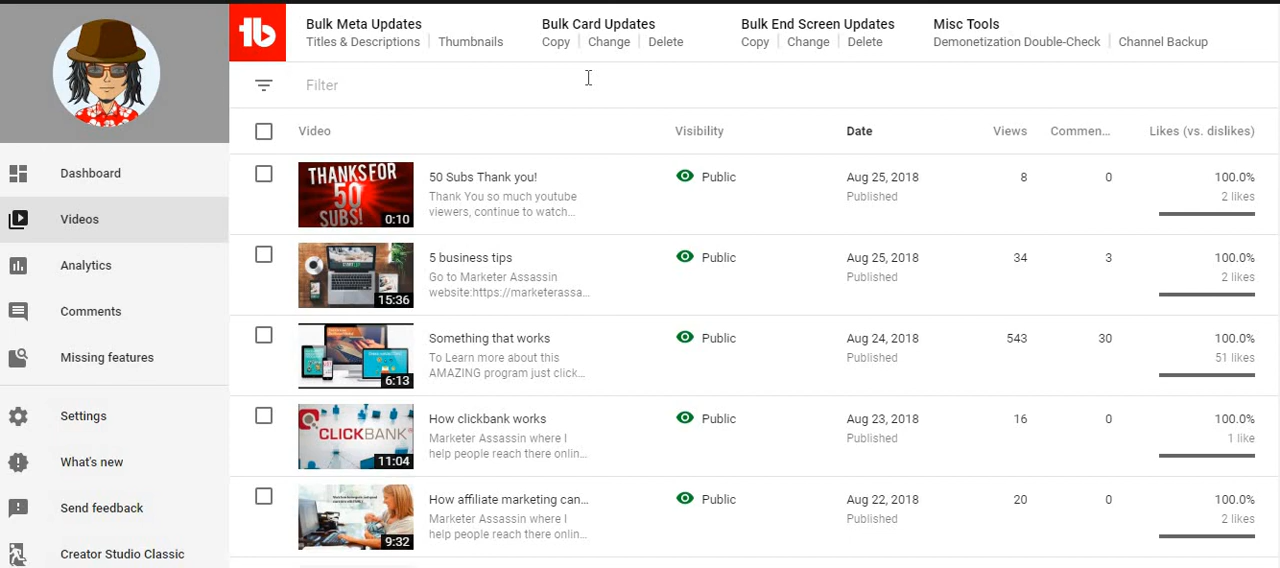 tb
Bulk Meta Updates
Titles & Descriptions
Thumbnails
Bulk Card Updates
Copy
Change
Delete
Bulk End Screen Updates
Copy
Change
Delete
Misc Tools
Demonetization Double-Check
Channel Backup
Filter
Video
Visibility
Date
Views
Commen...
Likes (vs. dislikes)
Dashboard
Videos
Analytics
Comments
Missing features
Settings
What's new
Send feedback
Creator Studio Classic
THANKS FOR
50
SUBS!
0:10
50 Subs Thank you!
Thank You so much youtube
viewers, continue to watch...
Public
Aug 25, 2018
Published
8
0
100.0%
2 likes
15:36
5 business tips
Go to Marketer Assassin
website:https://marketerassa...
Public
Aug 25, 2018
Published
34
3
100.0%
2 likes
6:13
Something that works
To Learn more about this
AMAZING program just click...
Public
Aug 24, 2018
Published
543
30
100.0%
51 likes
CLICKBANK
11:04
How clickbank works
Marketer Assassin where I
help people reach there onlin...
Public
Aug 23, 2018
Published
16
0
100.0%
1 like
9:32
How affiliate marketing can...
Marketer Assassin where I
help people reach there onlin...
Public
Aug 22, 2018
Published
20
0
100.0%
2 likes